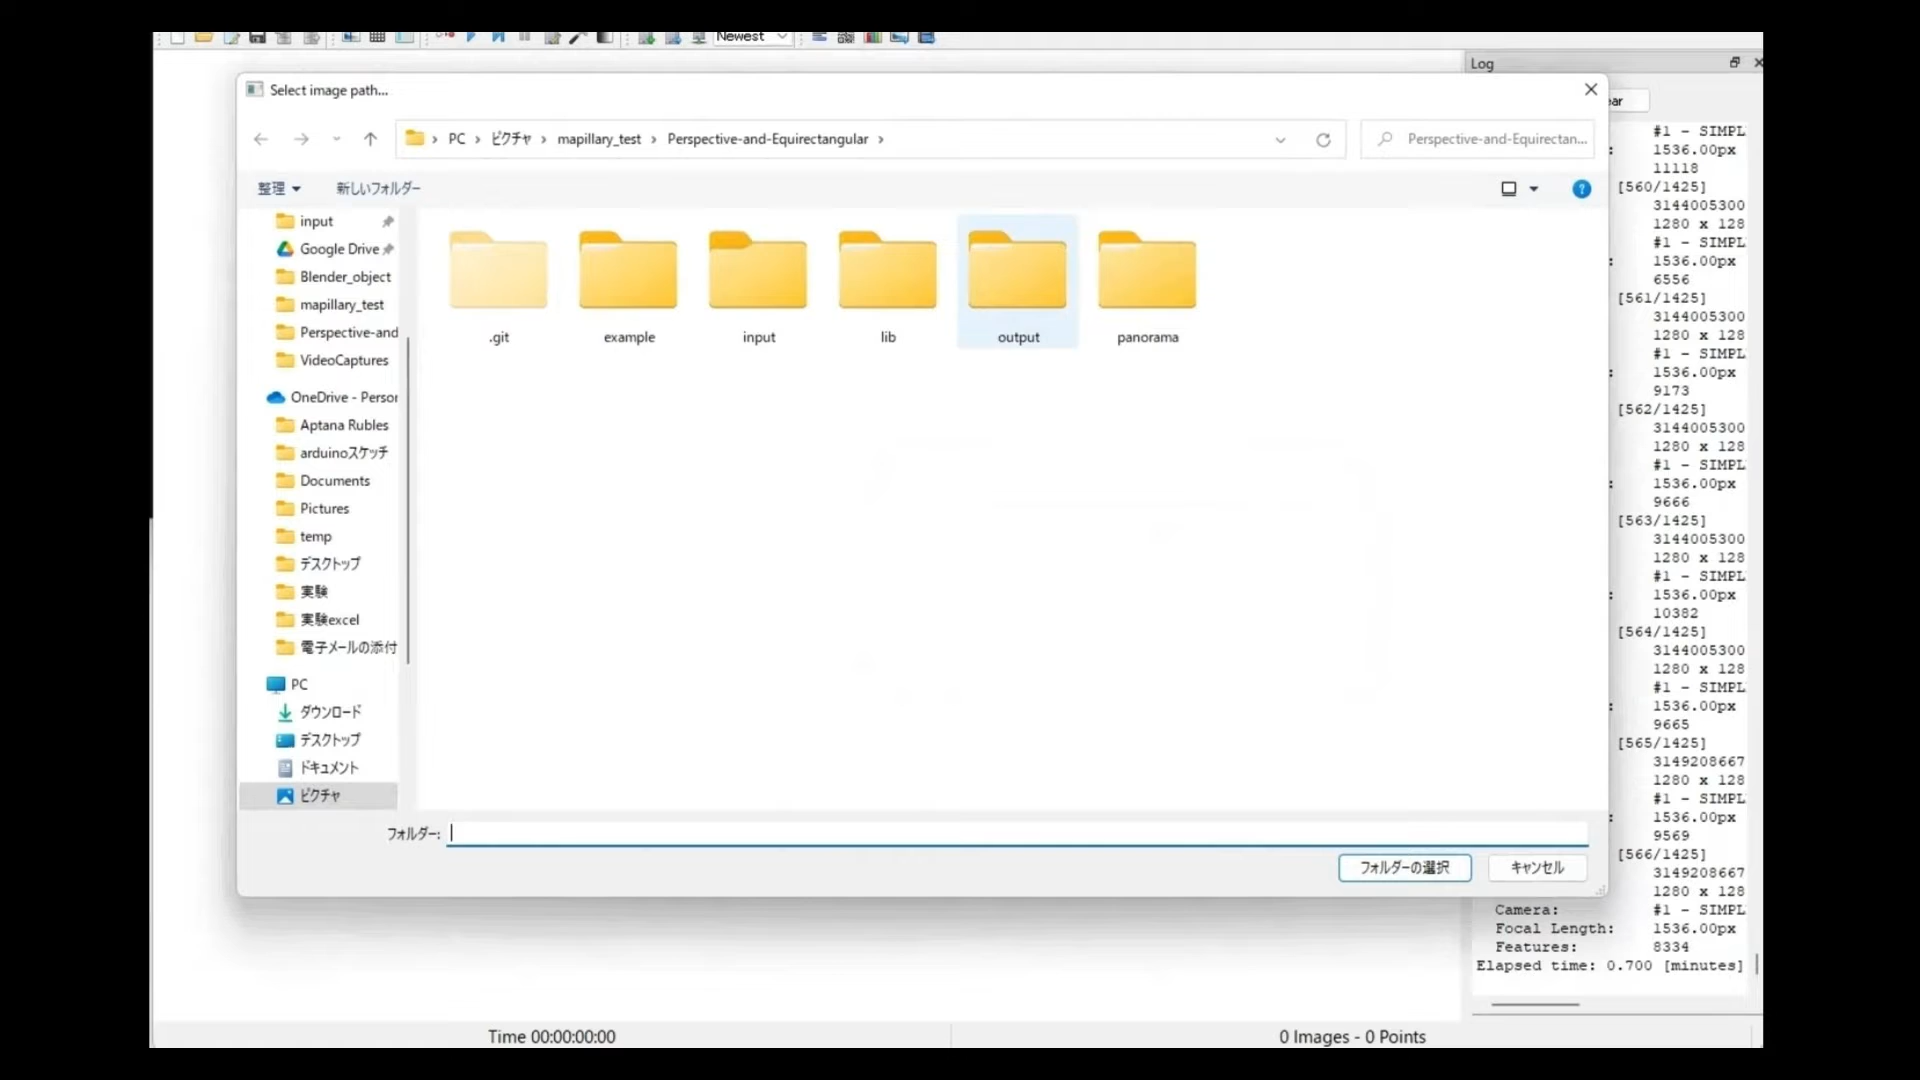 Newest
Log
Select image path...
ear
PC › ピクチャ › mapillary_test › Perspective-and-Equirectangular ›
Perspective-and-Equirectan...
整理
新しいフォルダー
?
input
Google Drive
Blender_object
mapillary_test
Perspective-and
VideoCaptures
OneDrive - Person
Aptana Rubles
arduinoスケッチ
Documents
Pictures
temp
デスクトップ
実験
実験excel
電子メールの添付
PC
ダウンロード
デスクトップ
ドキュメント
ピクチャ
.git
example
input
lib
output
panorama
フォルダー:
フォルダーの選択
キャンセル
#1 - SIMPL
: 1536.00px
11118
[560/1425]
3144005300
1280 x 128
#1 - SIMPL
: 1536.00px
6556
[561/1425]
3144005300
1280 x 128
#1 - SIMPL
: 1536.00px
9173
[562/1425]
3144005300
1280 x 128
#1 - SIMPL
: 1536.00px
9666
[563/1425]
3144005300
1280 x 128
#1 - SIMPL
: 1536.00px
10382
[564/1425]
3144005300
1280 x 128
#1 - SIMPL
: 1536.00px
9665
[565/1425]
3149208667
1280 x 128
#1 - SIMPL
: 1536.00px
9569
[566/1425]
3149208667
1280 x 128
Camera: #1 - SIMPL
Focal Length: 1536.00px
Features: 8334
Elapsed time: 0.700 [minutes]
Time 00:00:00:00
0 Images - 0 Points